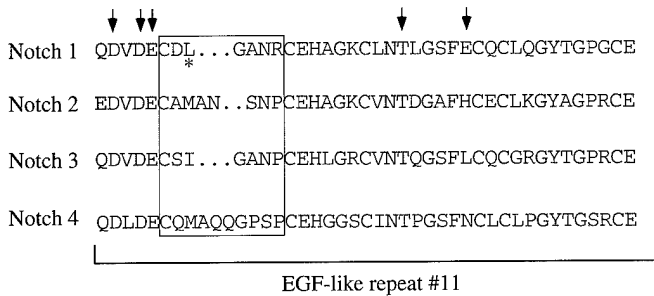 Notch 1 QDVDECDL...GANRCEHAGKCLNTLGSFECQCLQGYTGPGCE
*
Notch 2 EDVDECAMAN..SNPCEHAGKCVNTDGAFHCECLKGYAGPRCE
Notch 3 QDVDECSI...GANPCEHLGRCVNTQGSFLCQCGRGYTGPRCE
Notch 4 QDLDECQMAQQGPSPCEHGGSCINTPGSFNCLCLPGYTGSRCE
EGF-like repeat #11